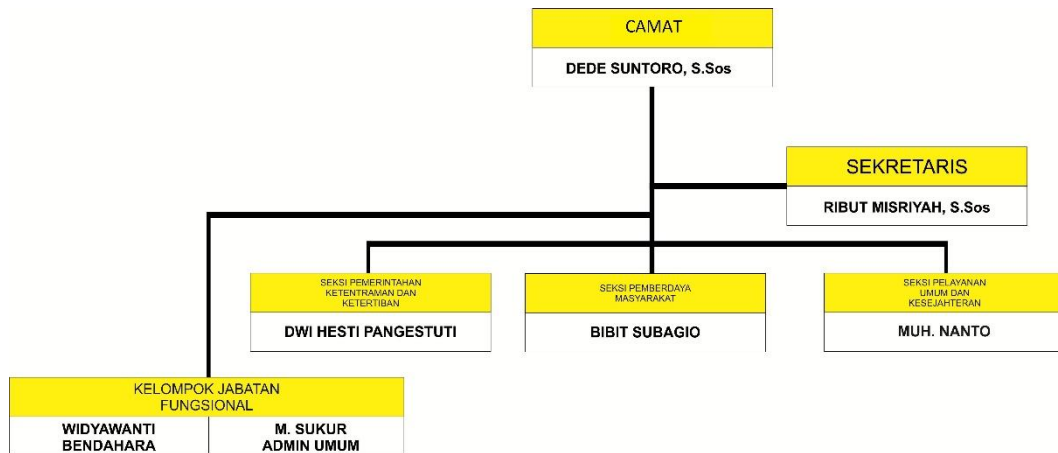 CAMAT
DEDE SUNTORO, S.Sos
SEKRETARIS
RIBUT MISRIYAH, S.Sos
SEKSI PEMERINTAHAN
KETENTRAMAN DAN
KETERTIBAN
DWI HESTI PANGESTUTI
SEKSI PEMBERDAYA
MASYARAKAT
BIBIT SUBAGIO
SEKSI PELAYANAN
UMUM DAN
KESEJAHTERAN
MUH. NANTO
KELOMPOK JABATAN
FUNGSIONAL
WIDYAWANTI
BENDAHARA
M. SUKUR
ADMIN UMUM